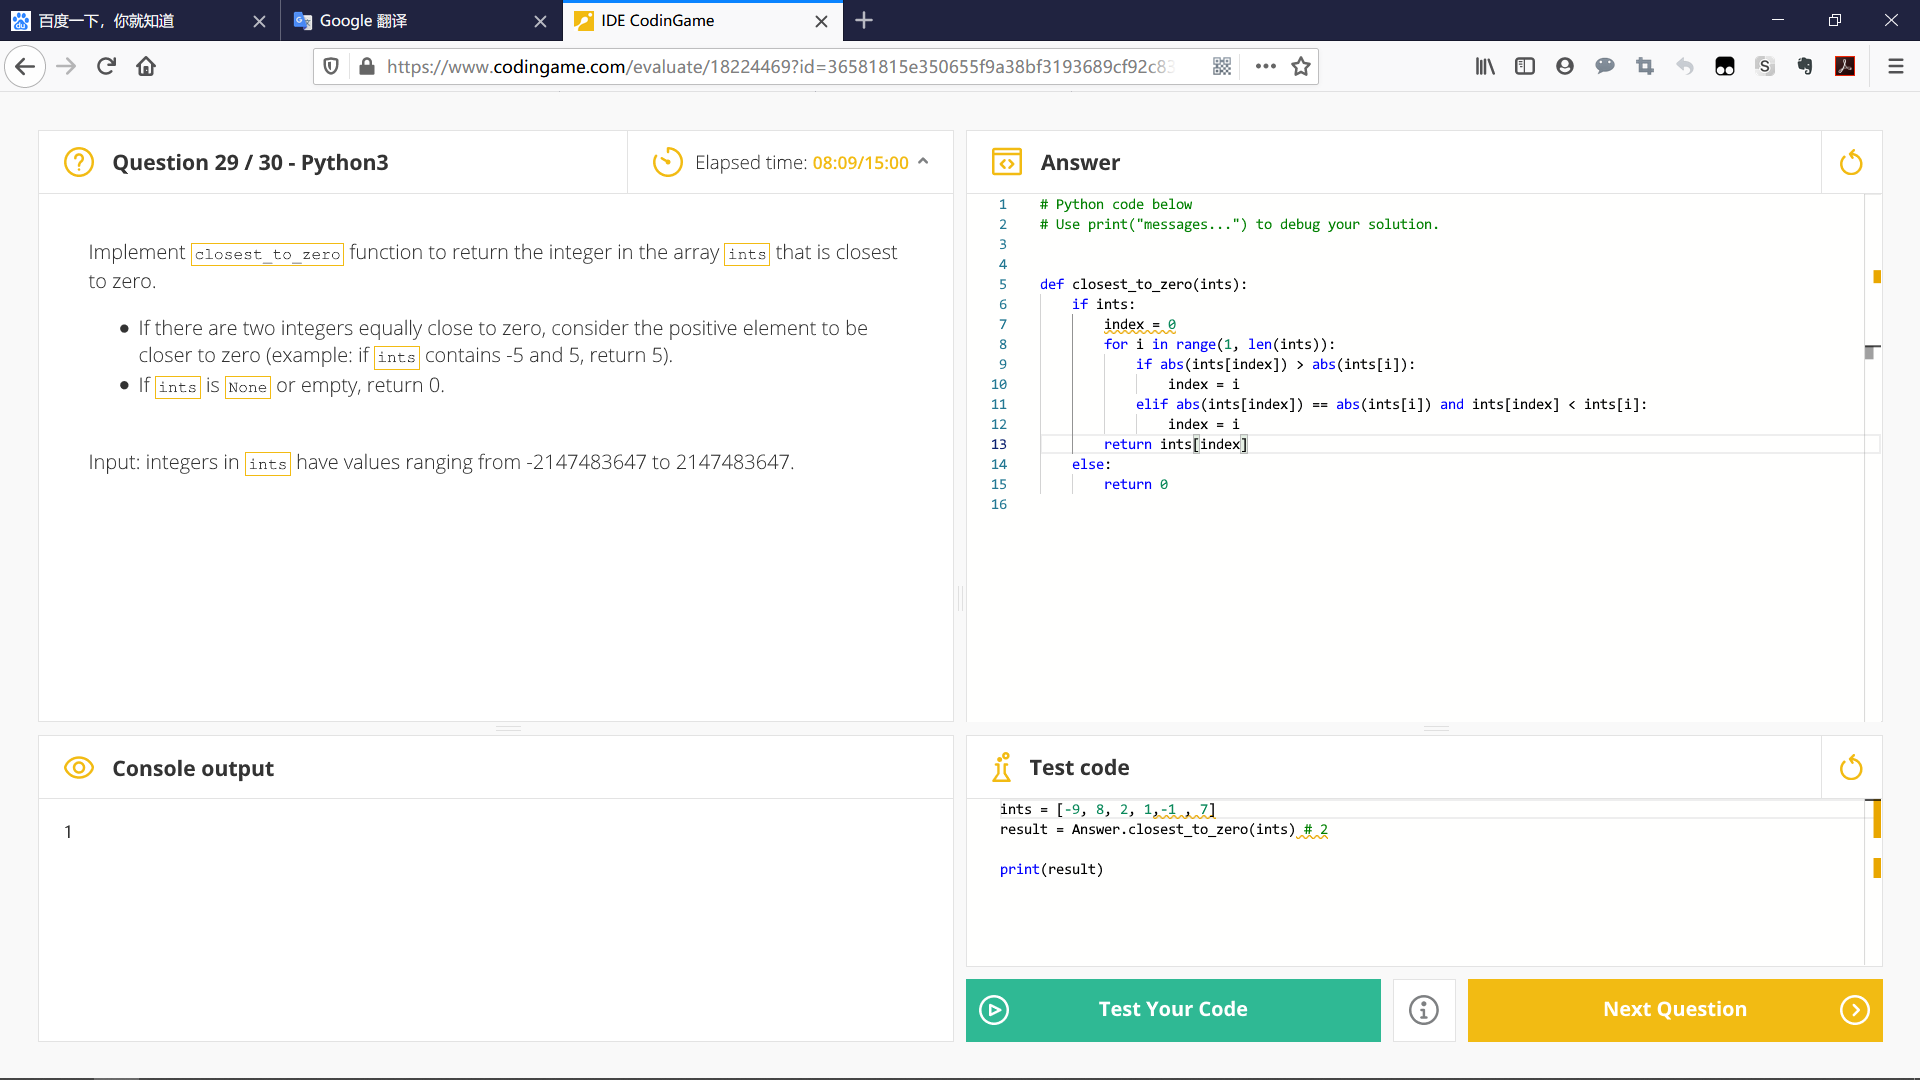 百度一下，你就知道
Google 翻译
IDE CodinGame
https://www.codingame.com/evaluate/18224469?id=36581815e350655f9a38bf3193689cf92c83
Question 29 / 30 - Python3
Elapsed time: 08:09/15:00
Implement closest_to_zero function to return the integer in the array ints that is closest
to zero.
● If there are two integers equally close to zero, consider the positive element to be
closer to zero (example: if ints contains -5 and 5, return 5).
● If ints is None or empty, return 0.
Input: integers in ints have values ranging from -2147483647 to 2147483647.
Answer
1 # Python code below
2 # Use print("messages...") to debug your solution.
3
4
5 def closest_to_zero(ints):
6 if ints:
7 index = 0
8 for i in range(1, len(ints)):
9 if abs(ints[index]) > abs(ints[i]):
10 index = i
11 elif abs(ints[index]) == abs(ints[i]) and ints[index] < ints[i]:
12 index = i
13 return ints[index]
14 else:
15 return 0
16
Console output
1
Test code
ints = [-9, 8, 2, 1,-1 , 7]
result = Answer.closest_to_zero(ints) # 2
print(result)
Test Your Code
Next Question